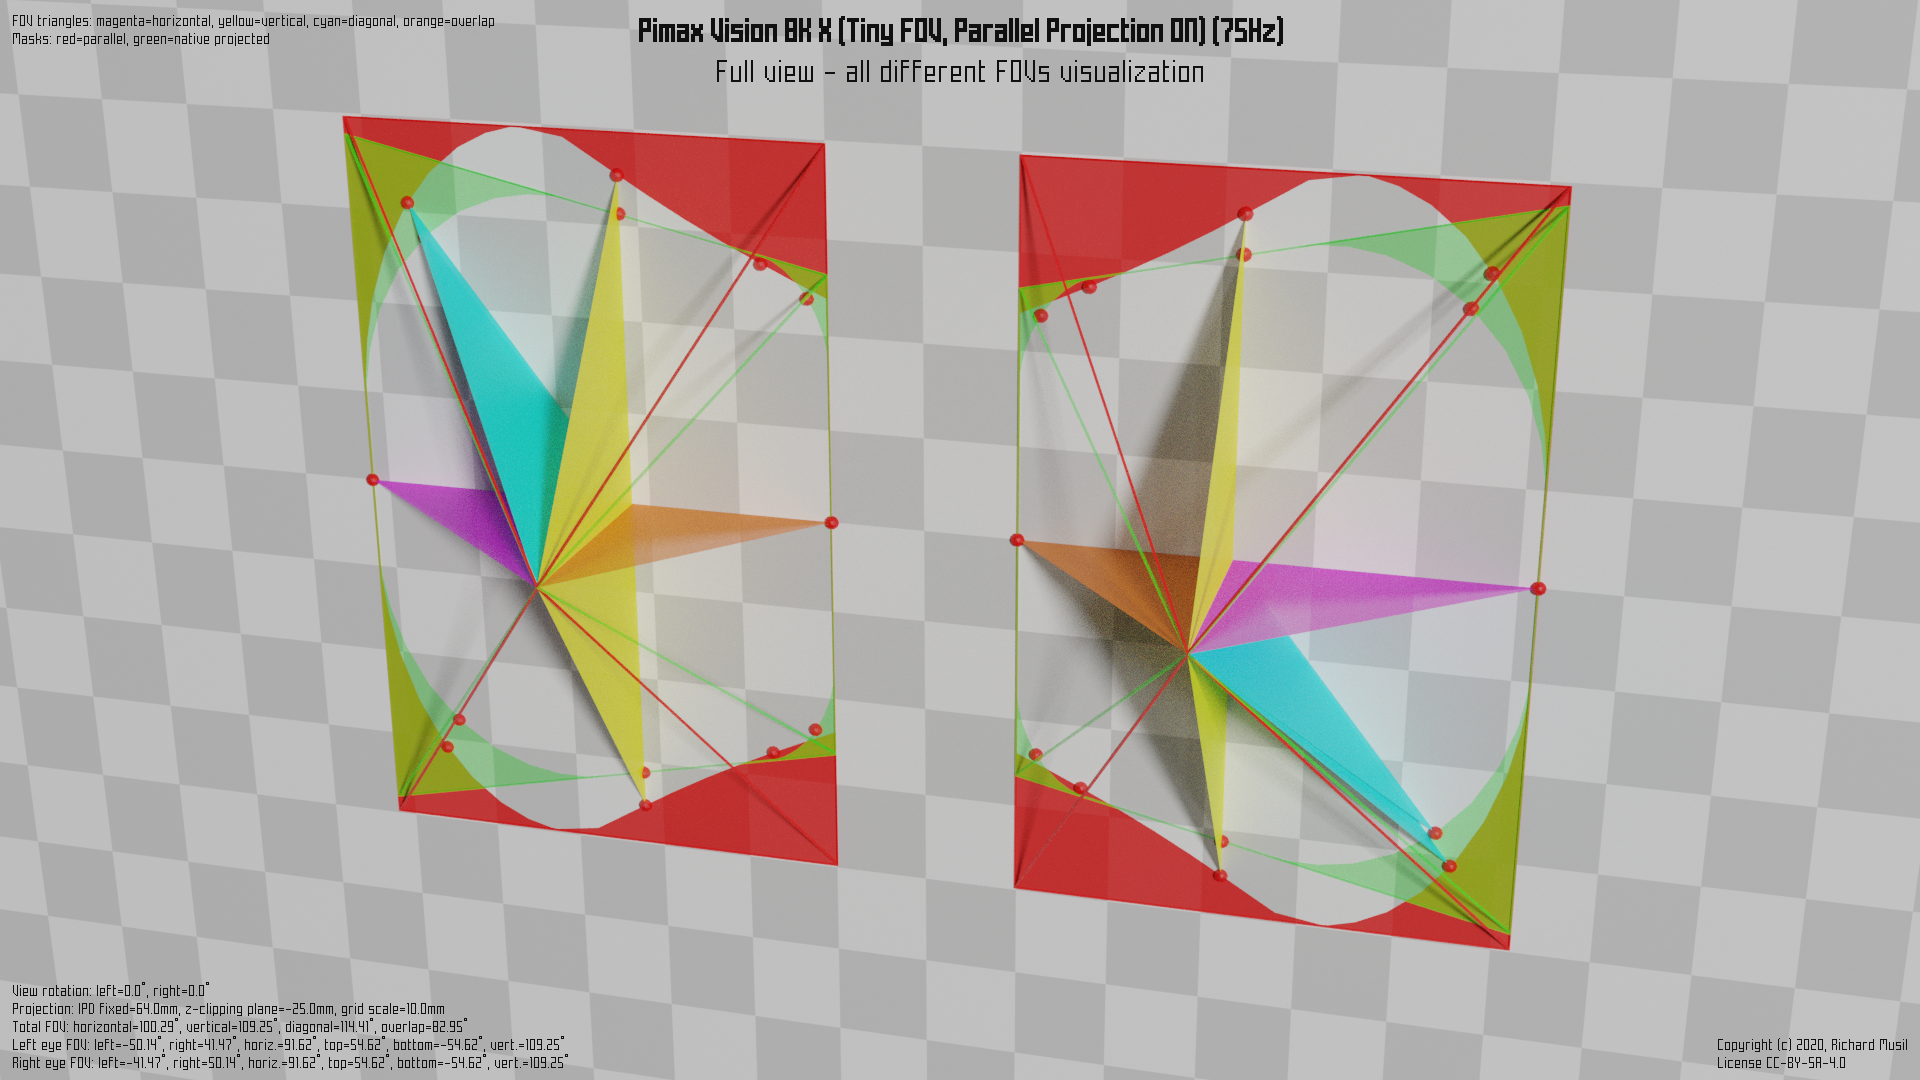 FOV triangles: magenta=horizontal, yellow=vertical, cyan=diagonal, orange=overlap
Masks: red=parallel, green=native projected
Pimax Vision 8K X (Tiny FOV, Parallel Projection ON) (75Hz)
Full view - all different FOVs visualization
View rotation: left=0.0°, right=0.0°
Projection: IPD fixed=64.0mm, z-clipping plane=-25.0mm, grid scale=10.0mm
Total FOV: horizontal=100.29°, vertical=109.25°, diagonal=114.41°, overlap=82.95°
Left eye FOV: left=-50.14°, right=41.47°, horiz.=91.62°, top=54.62°, bottom=-54.62°, vert.=109.25°
Right eye FOV: left=-41.47°, right=50.14°, horiz.=91.62°, top=54.62°, bottom=-54.62°, vert.=109.25°
Copyright (c) 2020, Richard Musil
License CC-BY-SA-4.0